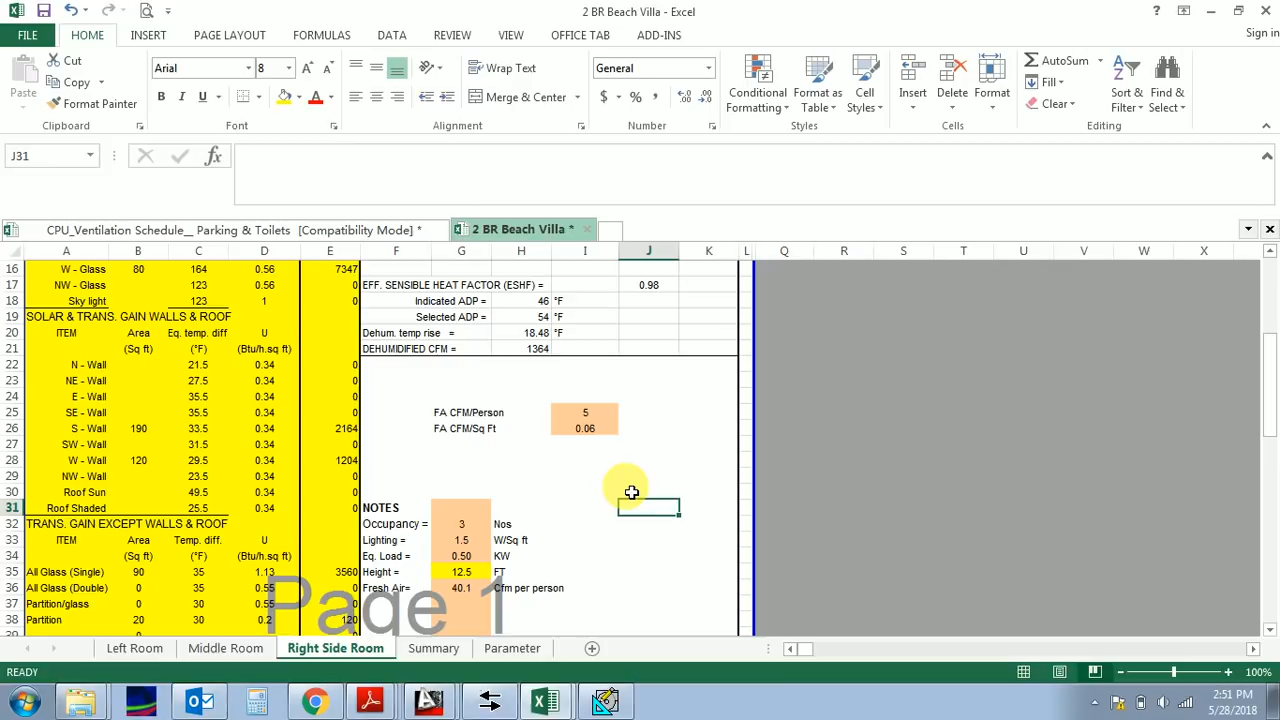 2 BR Beach Villa - Excel
FILE HOME INSERT PAGE LAYOUT FORMULAS DATA REVIEW VIEW OFFICE TAB ADD-INS Sign in
Paste Cut Copy Format Painter Clipboard
Arial 8 B I U A Font
Wrap Text Merge & Center Alignment
General $ % , Number
Conditional Formatting Format as Table Cell Styles Styles
Insert Delete Format Cells
AutoSum Fill Clear Sort & Filter Find & Select Editing
J31 fx
CPU_Ventilation Schedule__ Parking & Toilets [Compatibility Mode] * 2 BR Beach Villa *
A B C D E F G H I J K L Q R S T U V W X
16 W - Glass 80 164 0.56 7347
17 NW - Glass 123 0.56 0 EFF. SENSIBLE HEAT FACTOR (ESHF) = 0.98
18 Sky light 123 1 0 Indicated ADP = 46 °F
19 SOLAR & TRANS. GAIN WALLS & ROOF Selected ADP = 54 °F
20 ITEM Area Eq. temp. diff U Dehum. temp rise = 18.48 °F
21 (Sq ft) (°F) (Btu/h.sq ft) DEHUMIDIFIED CFM = 1364
22 N - Wall 21.5 0.34 0
23 NE - Wall 27.5 0.34 0
24 E - Wall 35.5 0.34 0
25 SE - Wall 35.5 0.34 0 FA CFM/Person 5
26 S - Wall 190 33.5 0.34 2164 FA CFM/Sq Ft 0.06
27 SW - Wall 31.5 0.34 0
28 W - Wall 120 29.5 0.34 1204
29 NW - Wall 23.5 0.34 0
30 Roof Sun 49.5 0.34 0
31 Roof Shaded 25.5 0.34 0 NOTES
32 TRANS. GAIN EXCEPT WALLS & ROOF Occupancy = 3 Nos
33 ITEM Area Temp. diff. U Lighting = 1.5 W/Sq ft
34 (Sq ft) (°F) (Btu/h.sq ft) Eq. Load = 0.50 KW
35 All Glass (Single) 90 35 1.13 3560 Height = 12.5 FT
36 All Glass (Double) 0 35 0.55 0 Fresh Air= 40.1 Cfm per person
37 Partition/glass 0 30 0.55 0
38 Partition 20 30 0.2 120
Page 1
Left Room Middle Room Right Side Room Summary Parameter
READY 100%
2:51 PM
5/28/2018